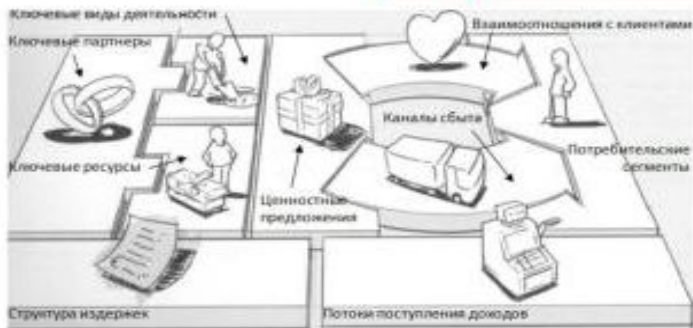 Ключевые виды деятельности
Взаимоотношения с клиентами
Ключевые партнеры
Каналы сбыта
Потребительские
сегменты
Ключевые ресурсы
Ценностные
предложения
Структура издержек
Потоки поступления доходов